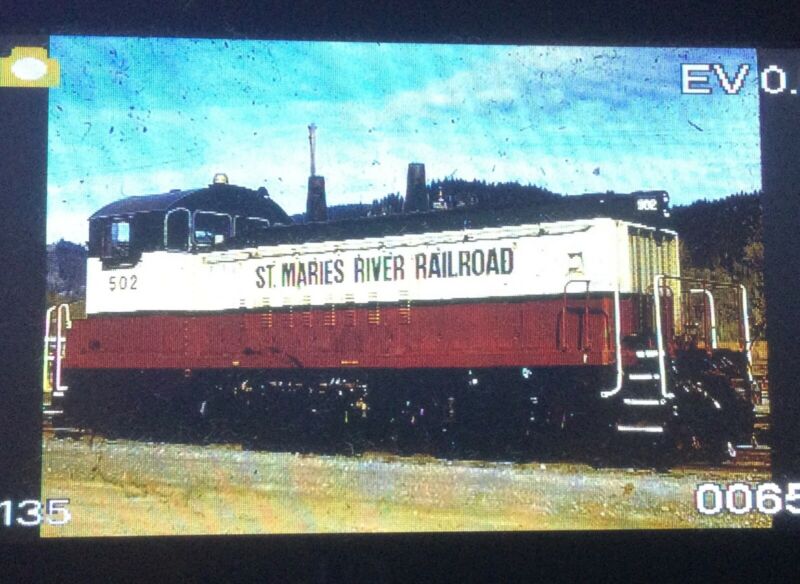 EV 0.
502
ST. MARIES RIVER RAILROAD
502
135
0065